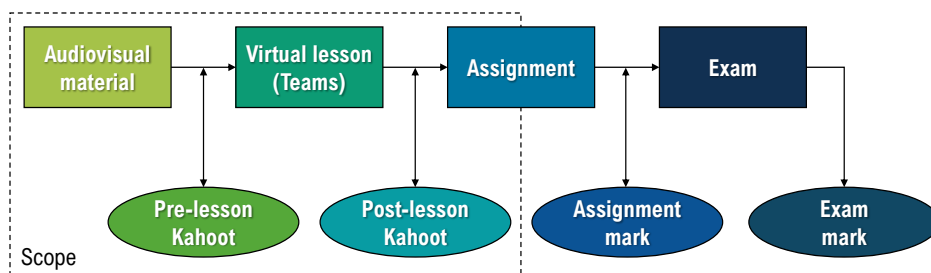 Audiovisual
material
Virtual lesson
(Teams)
Assignment
Exam
Pre-lesson
Kahoot
Post-lesson
Kahoot
Assignment
mark
Exam
mark
Scope